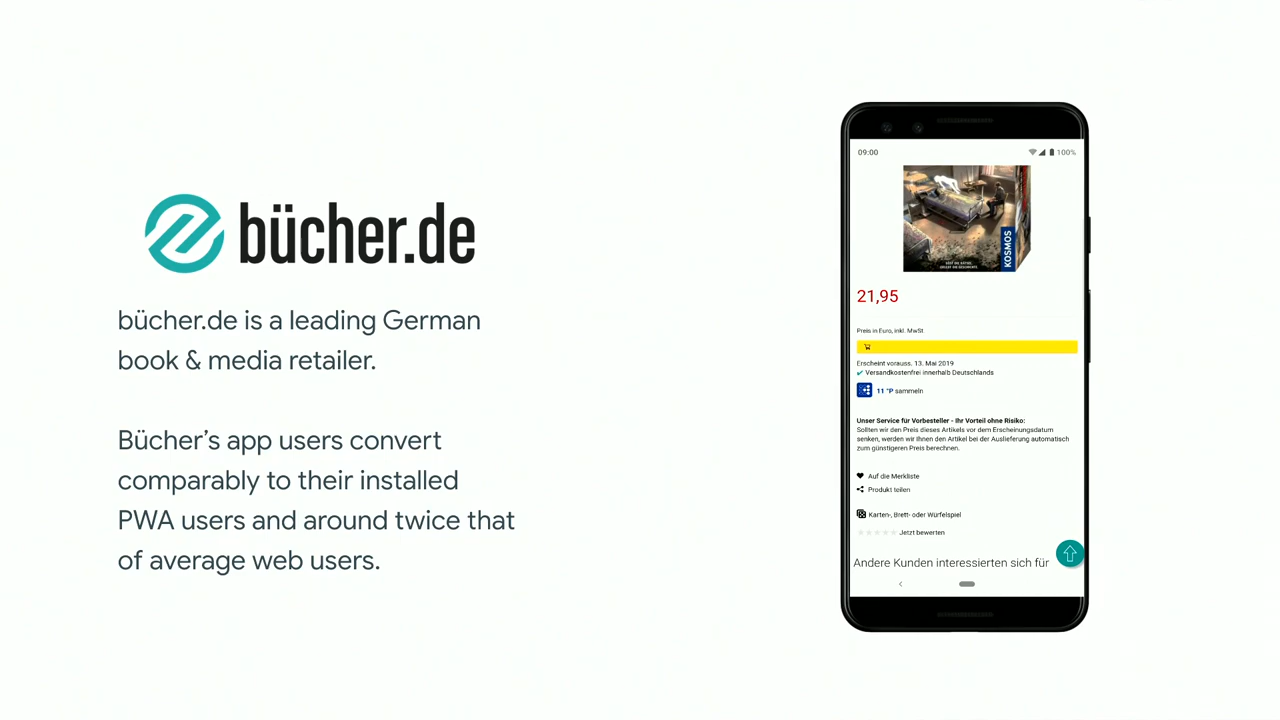 bücher.de
bücher.de is a leading German
book & media retailer.
Bücher's app users convert
comparably to their installed
PWA users and around twice that
of average web users.
09:00
100%
KOSMOS
21,95
Preis in Euro, inkl. MwSt
Erscheint vorauss. 13. Mai 2019
Versandkostenfrei innerhalb Deutschlands
11 °P sammeln
Unser Service für Vorbesteller - Ihr Vorteil ohne Risiko:
Sollten wir den Preis dieses Artikels vor dem Erscheinungsdatum
senken, werden wir Ihnen den Artikel bei der Auslieferung automatisch
zum günstigeren Preis berechnen.
Auf die Merkliste
Produkt teilen
Karten-, Brett- oder Würfelspiel
Jetzt bewerten
Andere Kunden interessierten sich für